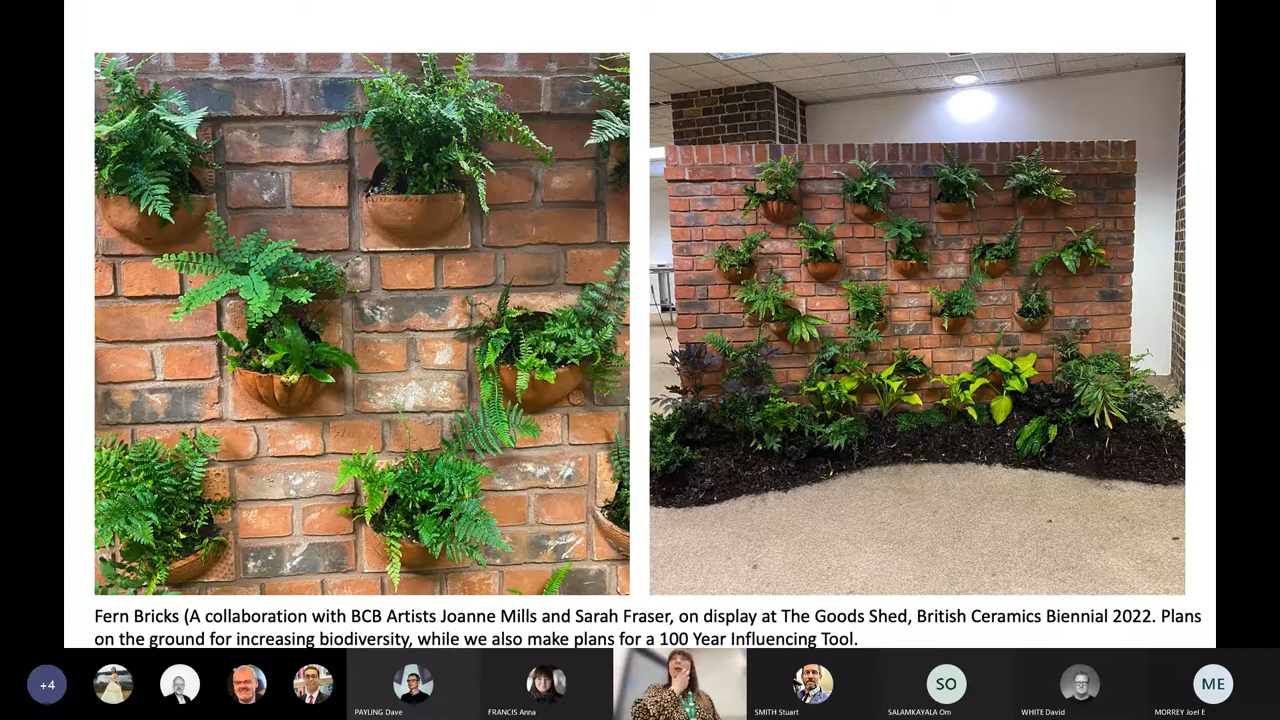 Fern Bricks (A collaboration with BCB Artists Joanne Mills and Sarah Fraser, on display at The Goods Shed, British Ceramics Biennial 2022. Plans
on the ground for increasing biodiversity, while we also make plans for a 100 Year Influencing Tool.
+4
SO
ME
PAYLING Dave
FRANCIS Anna
SMITH Stuart
SALAMKAYALA Om
WHITE David
MORREY Joel E